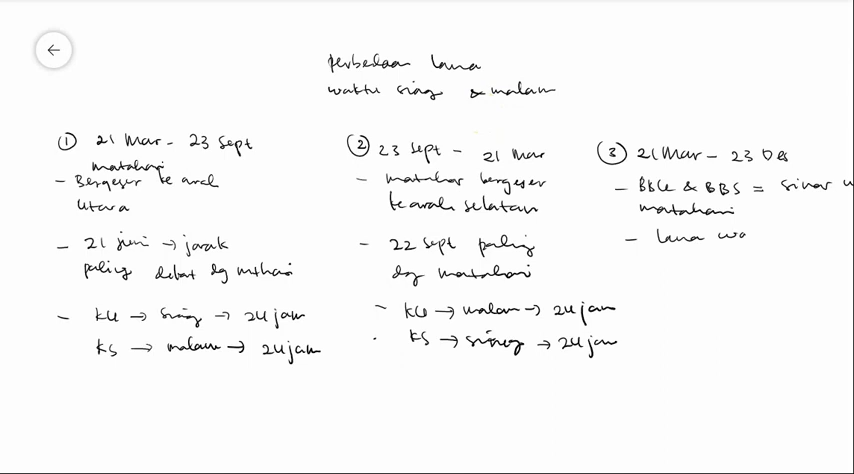 perbedaan lama
waktu siang & malam
① 21 Mar - 23 Sept
matahari
- Bergeser ke arah
utara
- 21 juni → jarak
paling dekat dg mthari
- KU → siang → 24 jam
KS → malam → 24 jam
② 23 Sept - 21 Mar
- matahar bergeser
ke arah selatan
- 22 sept paling
dg matahari
- KU → malam → 24 jam
- KS → siang → 24 jam
③ 21 Mar - 23 Des
- BBU & BBS = sinar
matahari
- lama wa